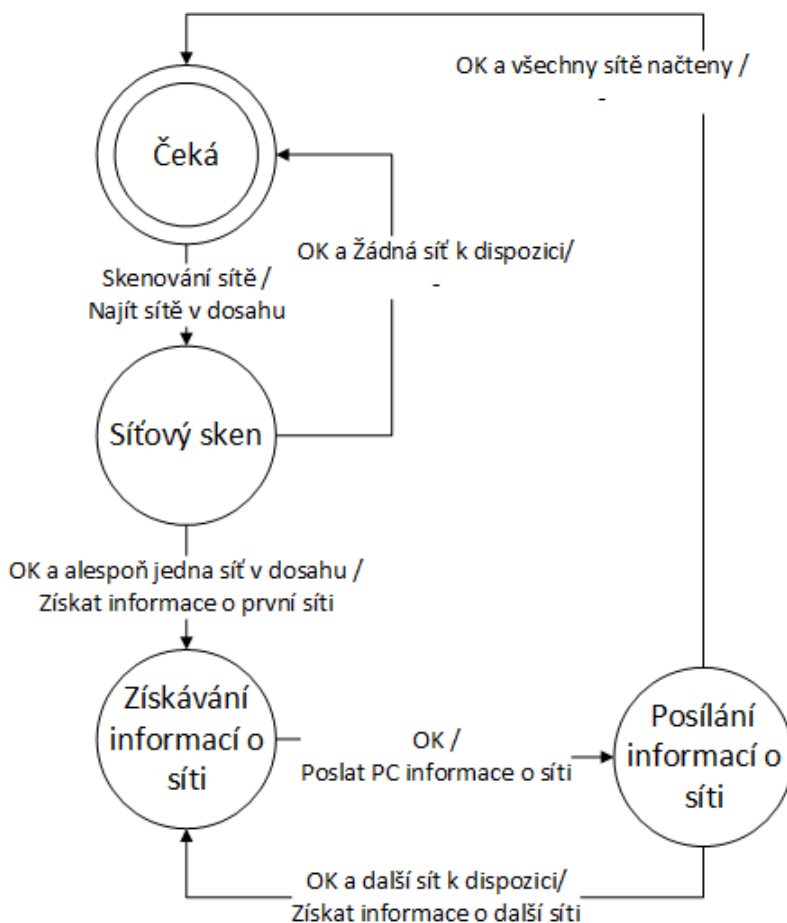 OK a všechny sítě načteny /
-
Čeká
OK a Žádná síť k dispozici/
-
Skenování sítě /
Najít sítě v dosahu
Síťový sken
OK a alespoň jedna síť v dosahu /
Získat informace o první síti
Získávání
informací o
síti
OK /
Poslat PC informace o síti
Posílání
informací o
síti
OK a další sít k dispozici/
Získat informace o další síti